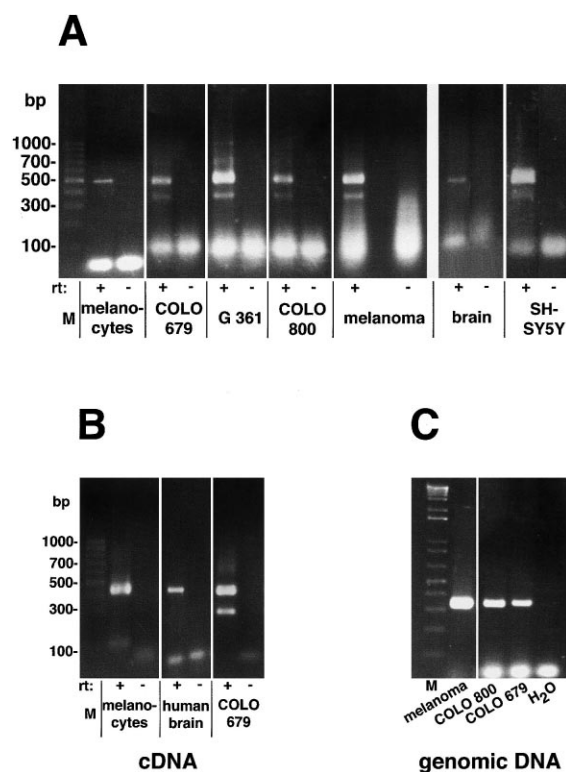 A
bp
1000-
700-
500-
300-
100-
rt: + - + - + - + - + - + - + -
M melano- cytes COLO 679 G 361 COLO 800 melanoma brain SH- SY5Y
B
bp
1000-
700-
500-
300-
100-
rt: + - + - + -
M melano- cytes human brain COLO 679
cDNA
C
M melanoma COLO 800 COLO 679 H2O
genomic DNA